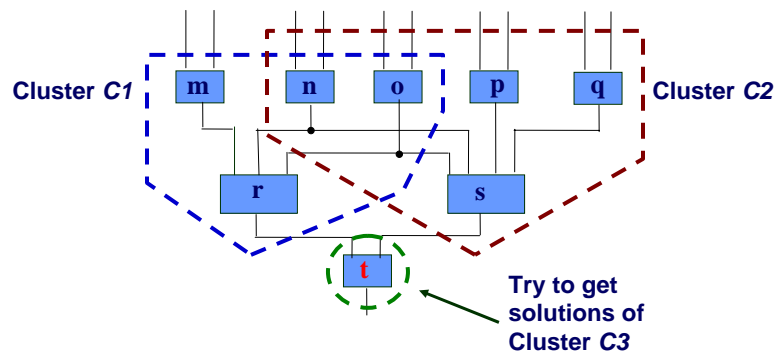 Cluster C1
m
n
o
p
q
Cluster C2
r
s
t
Try to get
solutions of
Cluster C3